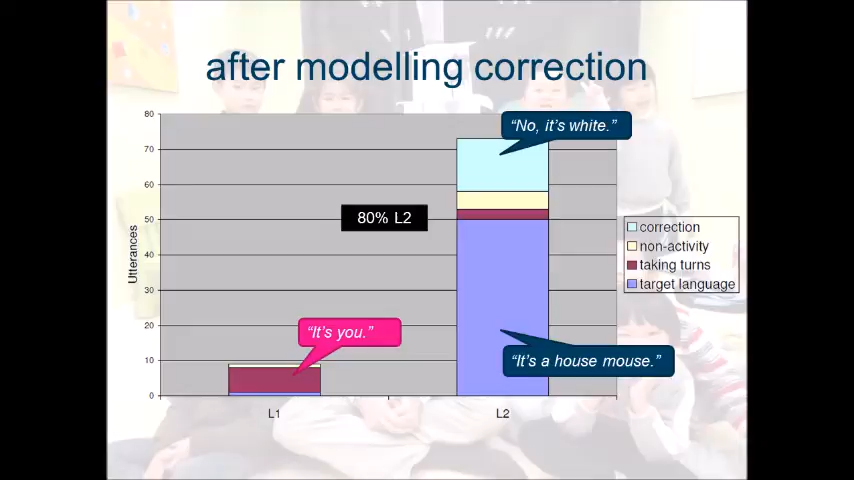 after modelling correction
80
70
60
50
40
30
20
10
0
Utterances
L1
L2
"No, it's white."
80% L2
"It's you."
"It's a house mouse."
correction
non-activity
taking turns
target language